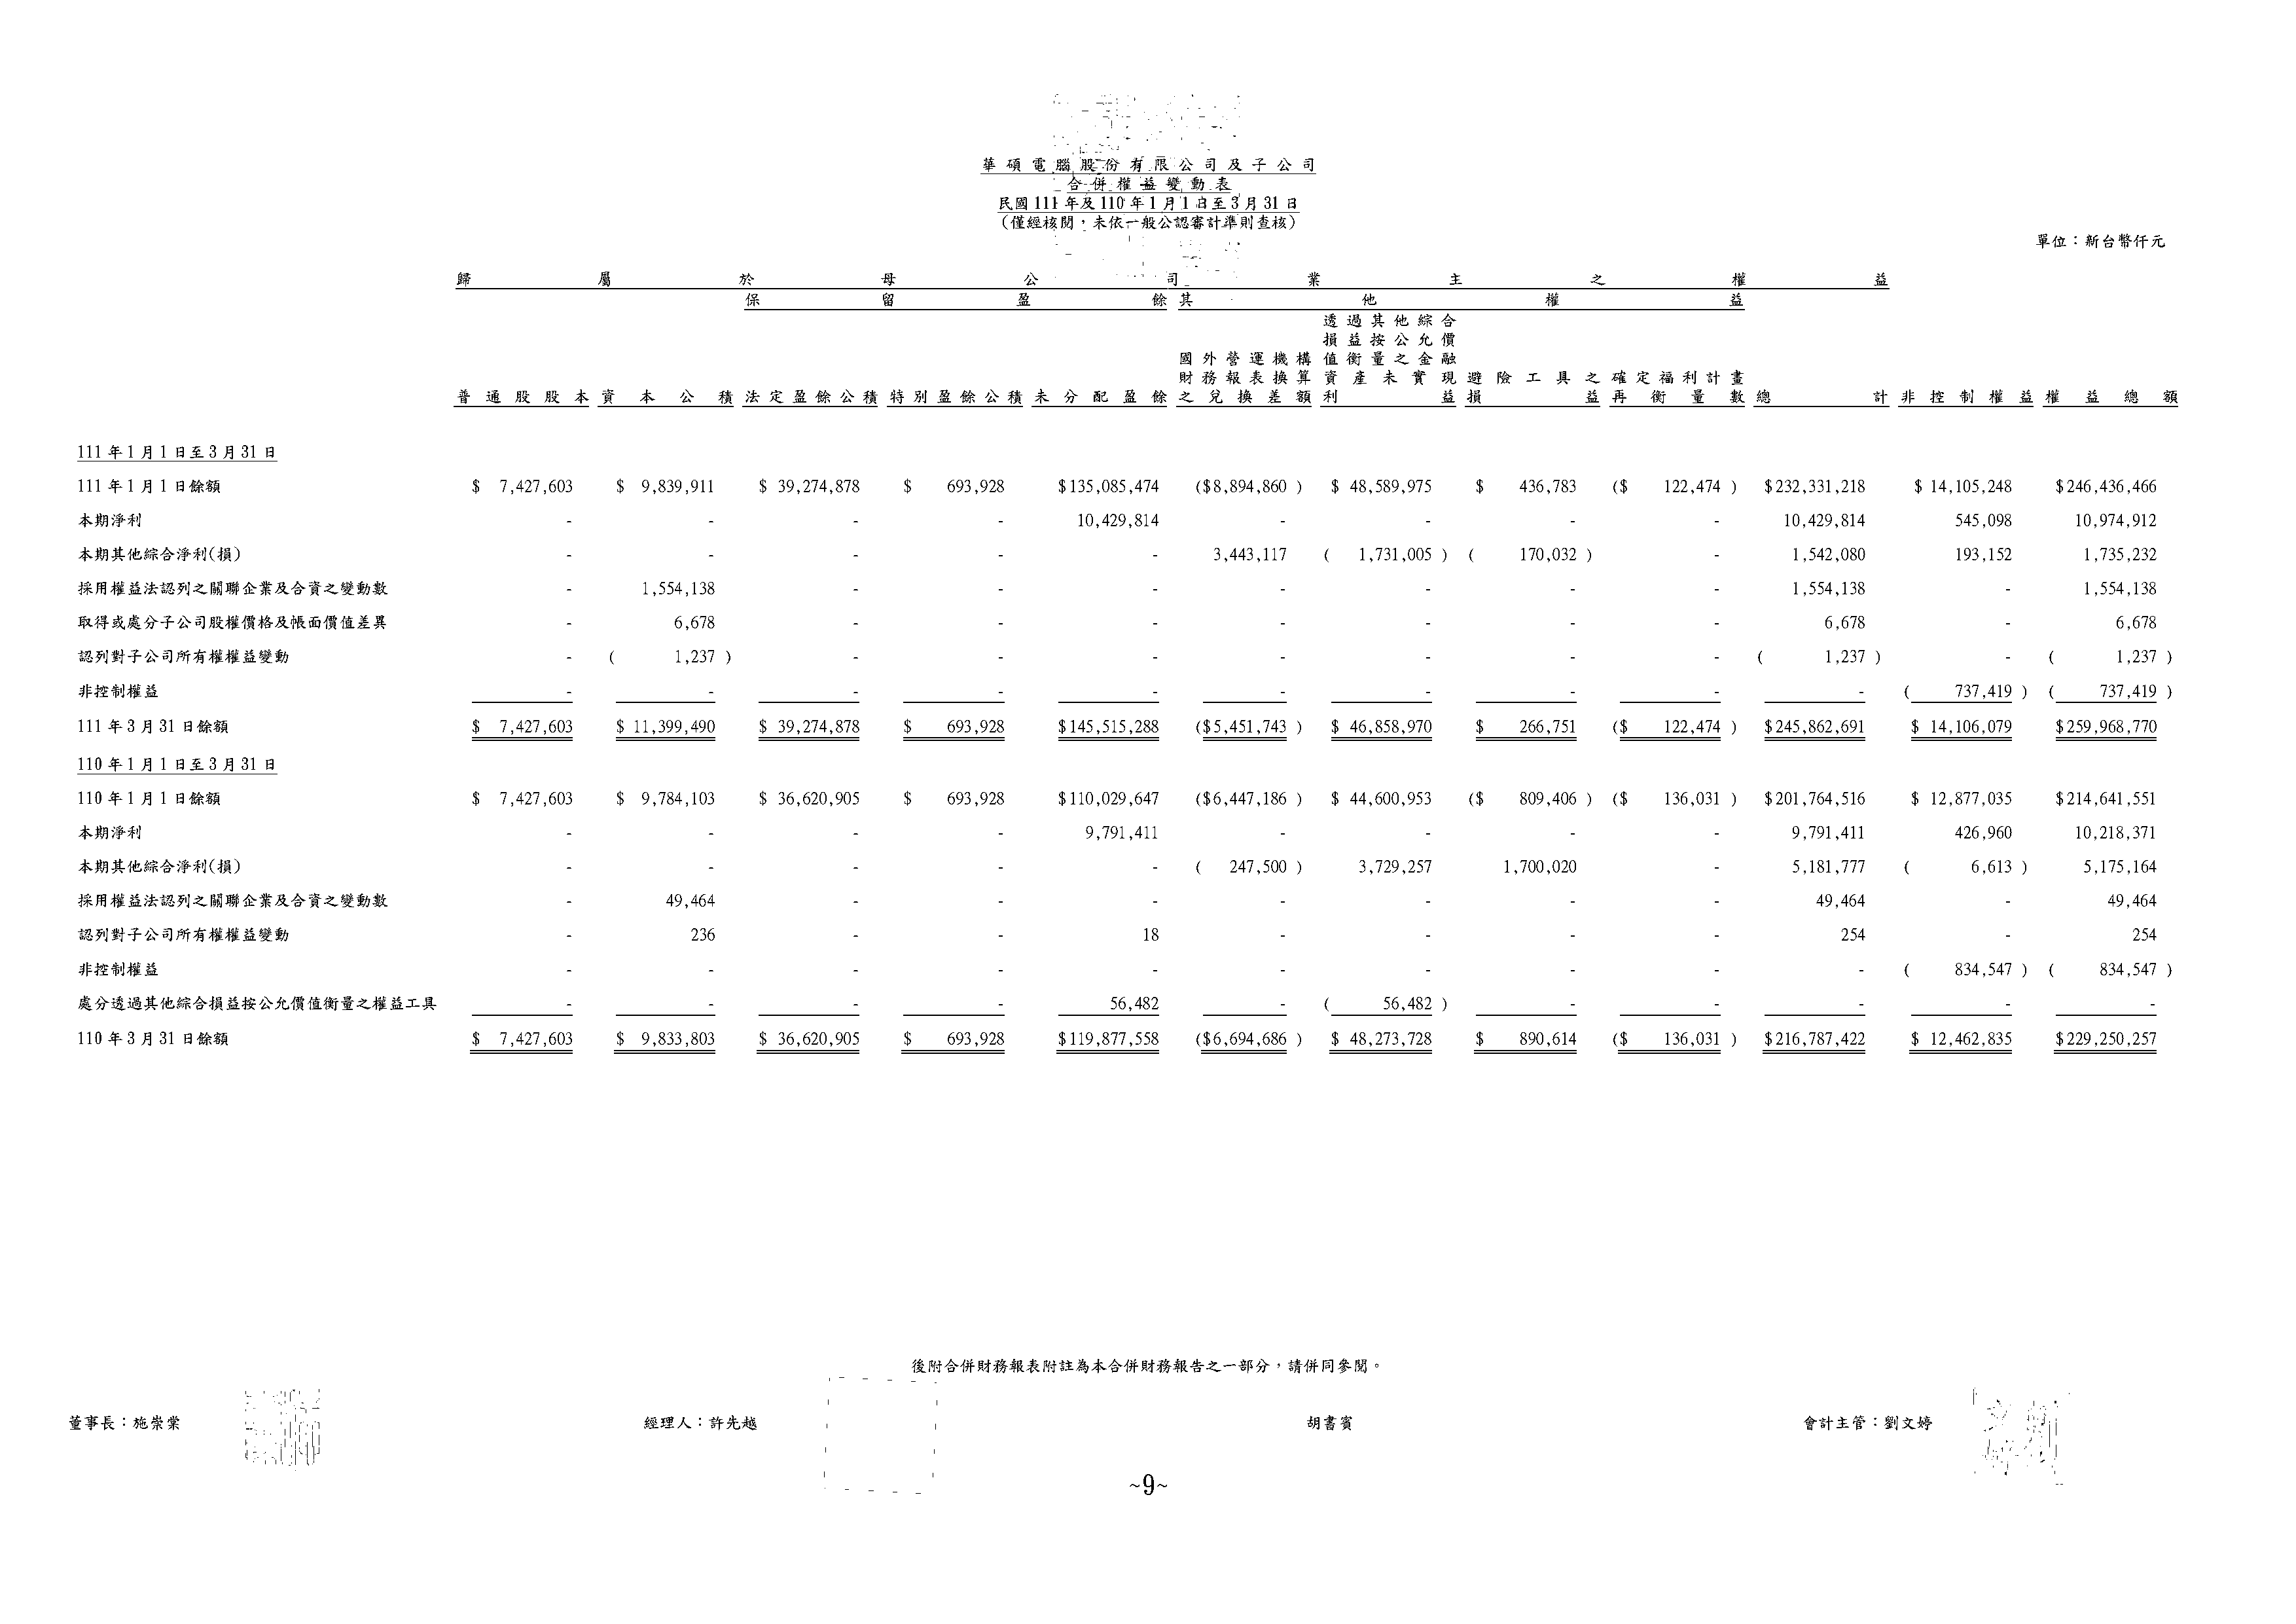 華碩電腦股份有限公司及子公司
合併權益變動表
民國111年及110年1月1日至3月31日
(僅經核閱,未依一般公認審計準則查核)
單位:新台幣仟元
歸屬於母公司業主之權益
保留盈餘 其他權益
普通股股本 資本公積 法定盈餘公積 特別盈餘公積 未分配盈餘 國外營運機構財務報表換算之兌換差額 透過其他綜合損益按公允價值衡量之金融資產未實現利益 避險工具之損益 確定福利計畫再衡量數 總計 非控制權益 權益總額
111年1月1日至3月31日
111年1月1日餘額 $ 7,427,603 $ 9,839,911 $ 39,274,878 $ 693,928 $135,085,474 ($8,894,860) $ 48,589,975 $ 436,783 ($ 122,474) $232,331,218 $ 14,105,248 $246,436,466
本期淨利 - - - - 10,429,814 - - - - 10,429,814 545,098 10,974,912
本期其他綜合淨利(損) - - - - - 3,443,117 ( 1,731,005) ( 170,032) - 1,542,080 193,152 1,735,232
採用權益法認列之關聯企業及合資之變動數 - 1,554,138 - - - - - - - 1,554,138 - 1,554,138
取得或處分子公司股權價格及帳面價值差異 - 6,678 - - - - - - - 6,678 - 6,678
認列對子公司所有權權益變動 - ( 1,237) - - - - - - - ( 1,237) - ( 1,237)
非控制權益 - - - - - - - - - - ( 737,419) ( 737,419)
111年3月31日餘額 $ 7,427,603 $ 11,399,490 $ 39,274,878 $ 693,928 $145,515,288 ($5,451,743) $ 46,858,970 $ 266,751 ($ 122,474) $245,862,691 $ 14,106,079 $259,968,770
110年1月1日至3月31日
110年1月1日餘額 $ 7,427,603 $ 9,784,103 $ 36,620,905 $ 693,928 $110,029,647 ($6,447,186) $ 44,600,953 ($ 809,406) ($ 136,031) $201,764,516 $ 12,877,035 $214,641,551
本期淨利 - - - - 9,791,411 - - - - 9,791,411 426,960 10,218,371
本期其他綜合淨利(損) - - - - - ( 247,500) 3,729,257 1,700,020 - 5,181,777 ( 6,613) 5,175,164
採用權益法認列之關聯企業及合資之變動數 - 49,464 - - - - - - - 49,464 - 49,464
認列對子公司所有權權益變動 - 236 - - 18 - - - - 254 - 254
非控制權益 - - - - - - - - - - ( 834,547) ( 834,547)
處分透過其他綜合損益按公允價值衡量之權益工具 - - - - 56,482 - ( 56,482) - - - - -
110年3月31日餘額 $ 7,427,603 $ 9,833,803 $ 36,620,905 $ 693,928 $119,877,558 ($6,694,686) $ 48,273,728 $ 890,614 ($ 136,031) $216,787,422 $ 12,462,835 $229,250,257
後附合併財務報表附註為本合併財務報告之一部分,請併同參閱。
董事長:施崇棠 經理人:許先越 胡書賓 會計主管:劉文婷
~9~